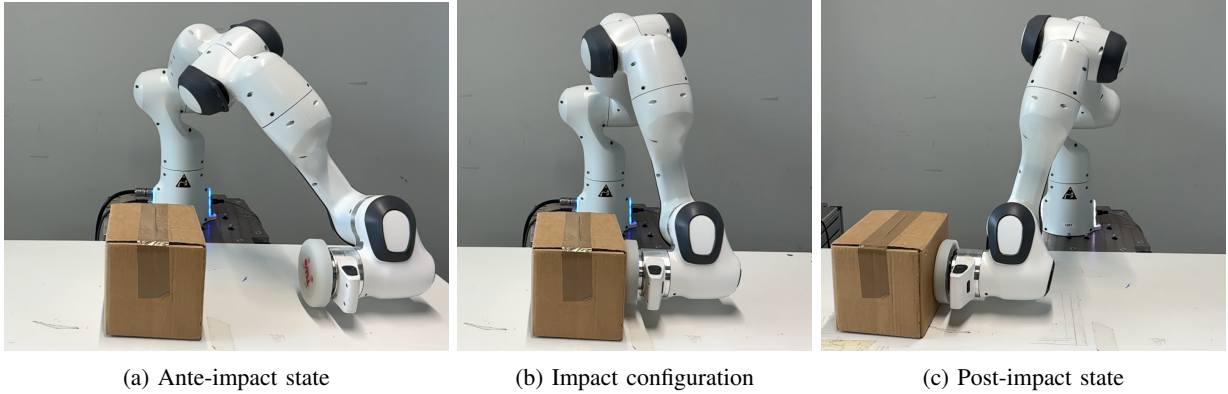 (a) Ante-impact state
(b) Impact configuration
(c) Post-impact state